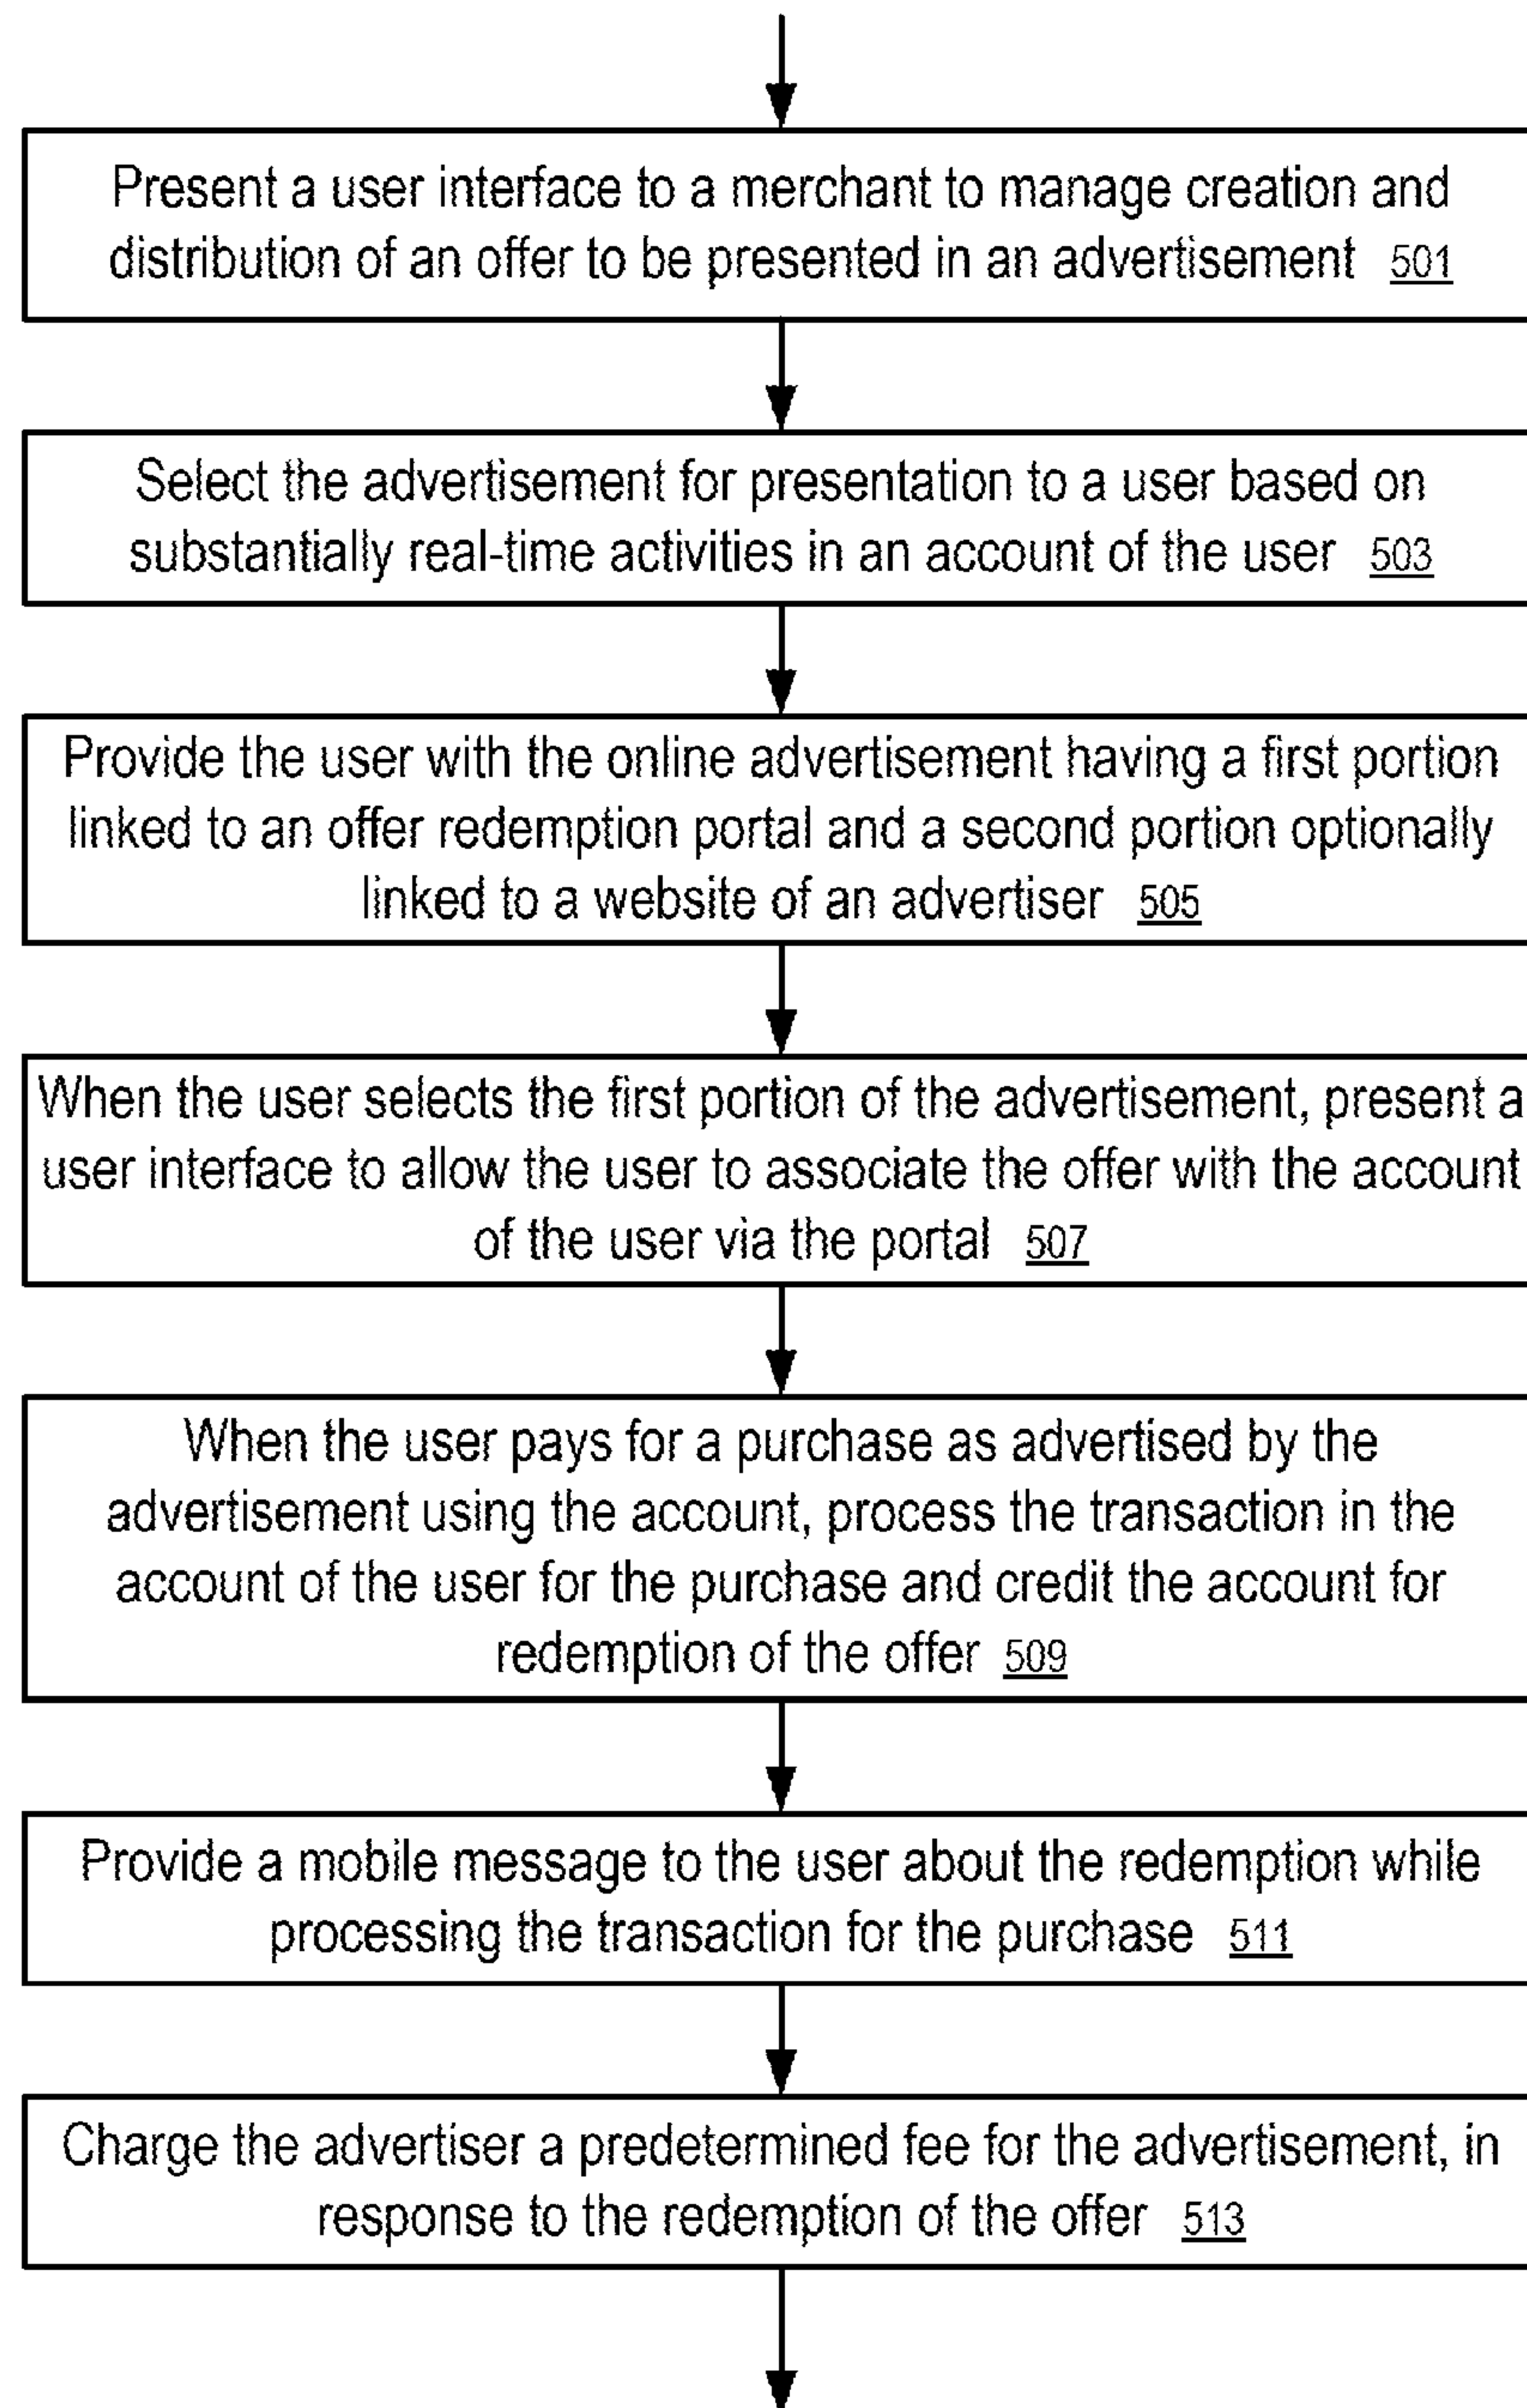 Present a user interface to a merchant to manage creation and
distribution of an offer to be presented in an advertisement 501
Select the advertisement for presentation to a user based on
substantially real-time activities in an account of the user 503
Provide the user with the online advertisement having a first portion
linked to an offer redemption portal and a second portion optionally
linked to a website of an advertiser 505
When the user selects the first portion of the advertisement, present a
user interface to allow the user to associate the offer with the account
of the user via the portal 507
When the user pays for a purchase as advertised by the
advertisement using the account, process the transaction in the
account of the user for the purchase and credit the account for
redemption of the offer 509
Provide a mobile message to the user about the redemption while
processing the transaction for the purchase 511
Charge the advertiser a predetermined fee for the advertisement, in
response to the redemption of the offer 513